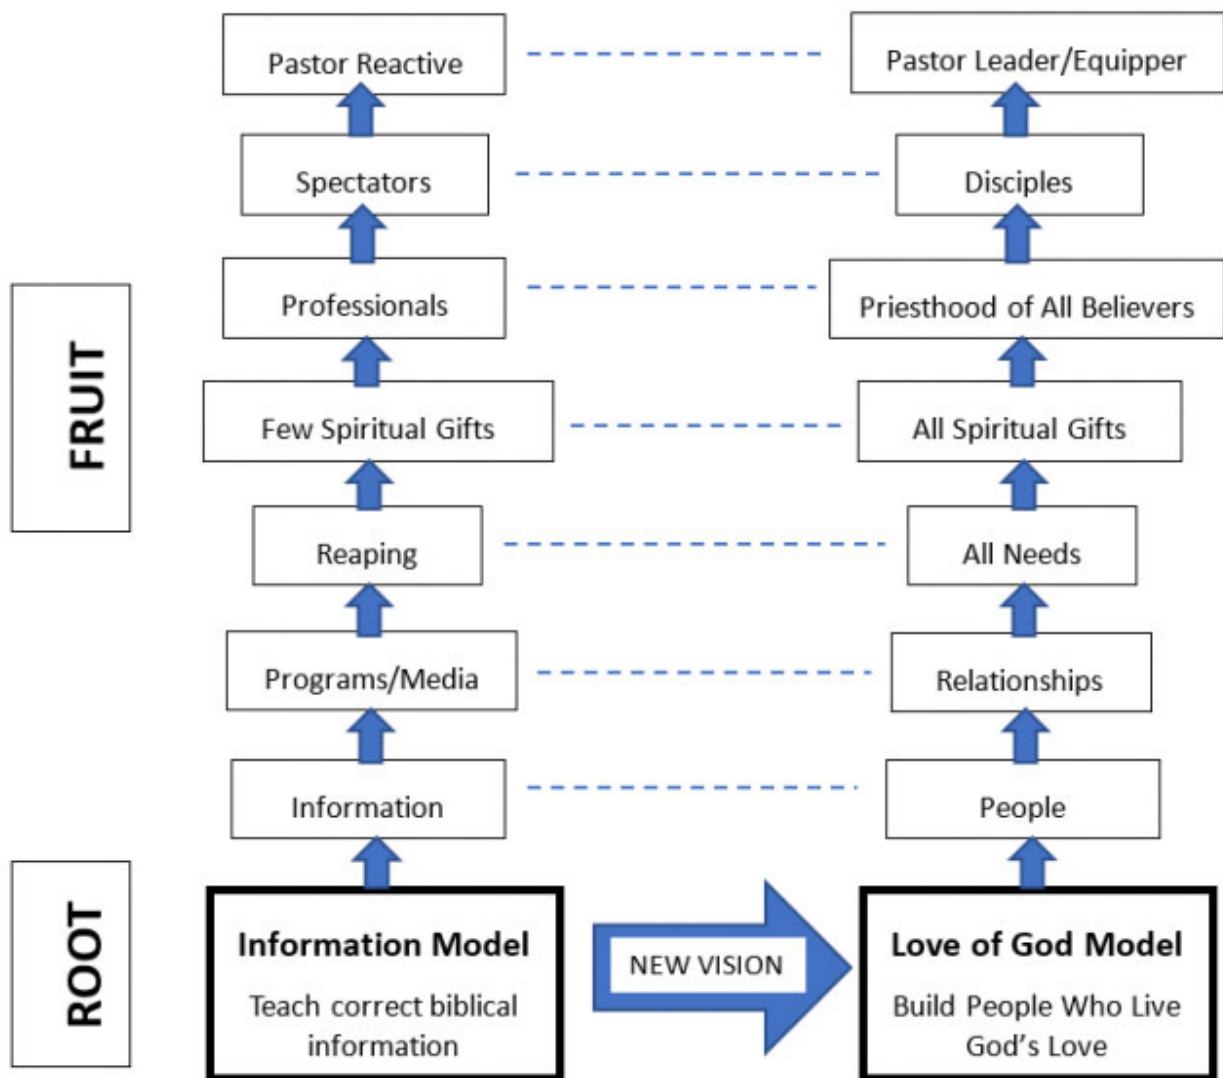 Pastor Reactive
Pastor Leader/Equipper
Spectators
Disciples
Professionals
Priesthood of All Believers
FRUIT
Few Spiritual Gifts
All Spiritual Gifts
Reaping
All Needs
Programs/Media
Relationships
Information
People
ROOT
Information Model
Teach correct biblical
information
NEW VISION
Love of God Model
Build People Who Live
God's Love